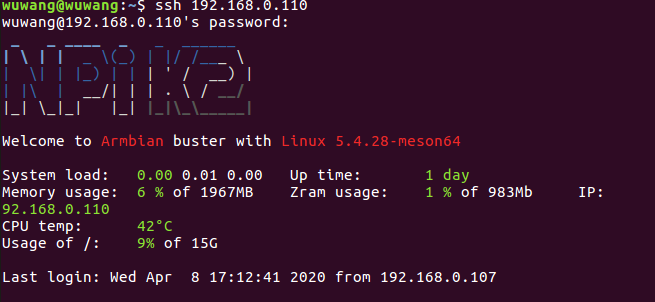 wuwang@wuwang:~$ ssh 192.168.0.110
wuwang@192.168.0.110's password:
NPi K2
Welcome to Armbian buster with Linux 5.4.28-meson64
System load:   0.00 0.01 0.00   Up time:       1 day
Memory usage:  6 % of 1967MB    Zram usage:    1 % of 983Mb     IP:
92.168.0.110
CPU temp:      42°C
Usage of /:    9% of 15G
Last login: Wed Apr  8 17:12:41 2020 from 192.168.0.107